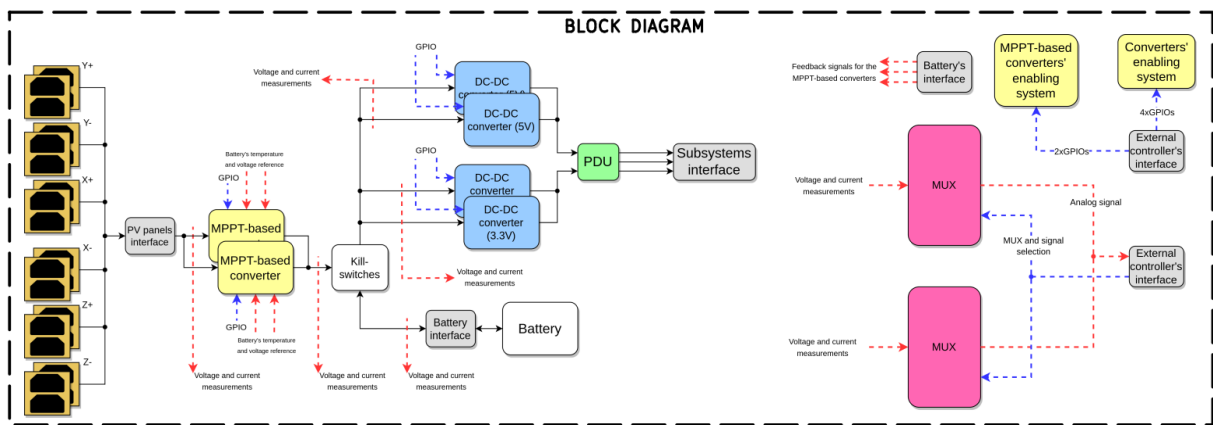 BLOCK DIAGRAM
Y+
Y-
X+
X-
Z+
Z-
PV panels
interface
Battery's temperature
and voltage reference
GPIO
MPPT-based
MPPT-based
converter
GPIO
Battery's temperature
and voltage reference
Voltage and current
measurements
Voltage and current
measurements
Voltage and current
measurements
Voltage and current
measurements
Kill-
switches
Battery
interface
Battery
GPIO
DC-DC
converter (5V)
DC-DC
converter (5V)
GPIO
DC-DC
converter
DC-DC
converter
(3.3V)
Voltage and current
measurements
PDU
Subsystems
interface
Feedback signals for the
MPPT-based converters
Battery's
interface
MPPT-based
converters'
enabling
system
Converters'
enabling
system
4xGPIOs
2xGPIOs
External
controller's
interface
Voltage and current
measurements
MUX
Analog signal
MUX and signal
selection
External
controller's
interface
Voltage and current
measurements
MUX